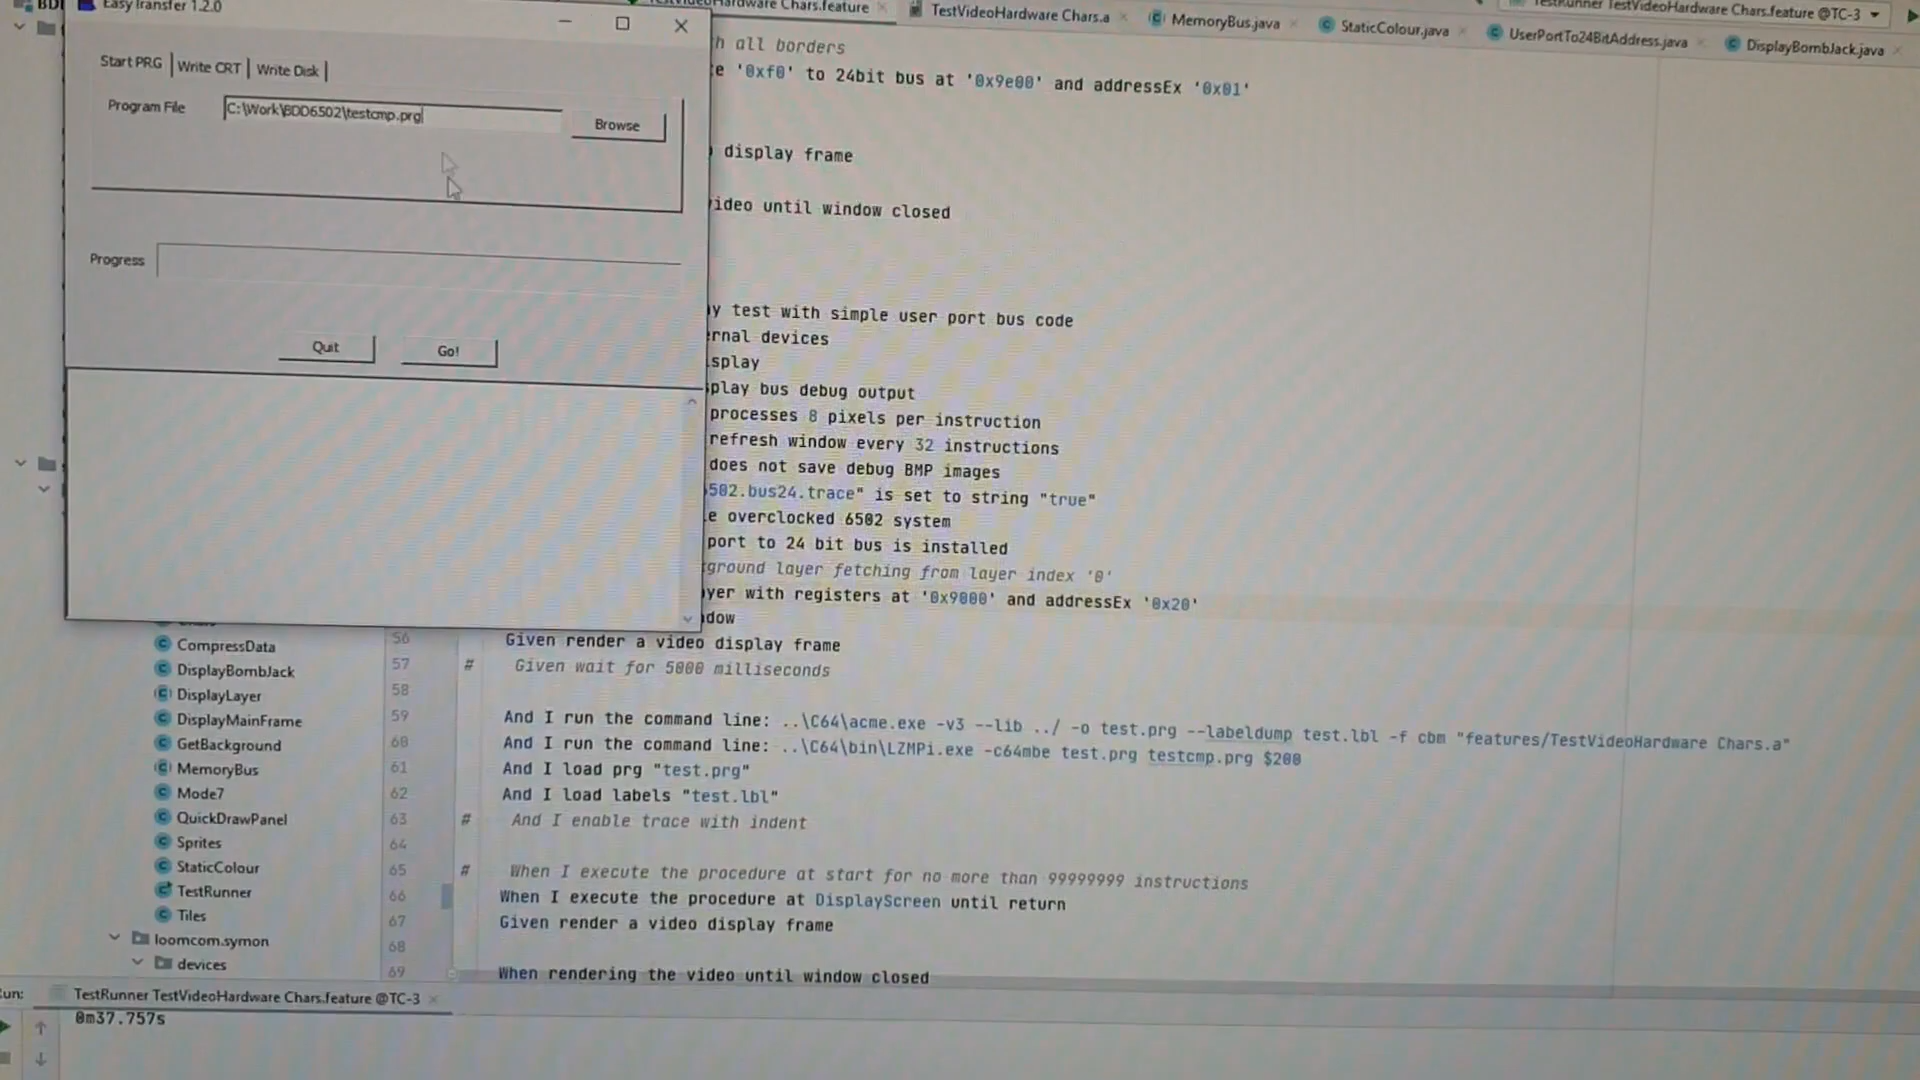 EasyTransfer 1.2.0
Start PRG
Write CRT
Write Disk
Program File
C:\Work\BDD6502\testcmp.prg
Browse
Progress
Quit
Go!
TestVideoHardware Chars.feature
TestVideoHardware Chars.a
MemoryBus.java
StaticColour.java
UserPortTo24BitAddress.java
DisplayBombJack.java
TestRunner TestVideoHardware Chars.feature @TC-3
h all borders
e '0xf0' to 24bit bus at '0x9e00' and addressEx '0x01'
display frame
ideo until window closed
y test with simple user port bus code
rnal devices
splay
splay bus debug output
processes 8 pixels per instruction
refresh window every 32 instructions
does not save debug BMP images
502.bus24.trace" is set to string "true"
e overclocked 6502 system
port to 24 bit bus is installed
ground layer fetching from layer index '0'
yer with registers at '0x9000' and addressEx '0x20'
dow
56 Given render a video display frame
57 # Given wait for 5000 milliseconds
58
59 And I run the command line: ..\C64\acme.exe -v3 --lib ../ -o test.prg --labeldump test.lbl -f cbm "features/TestVideoHardware Chars.a"
60 And I run the command line: ..\C64\bin\LZMPi.exe -c64mbe test.prg testcmp.prg $200
61 And I load prg "test.prg"
62 And I load labels "test.lbl"
63 # And I enable trace with indent
64
65 # When I execute the procedure at start for no more than 99999999 instructions
66 When I execute the procedure at DisplayScreen until return
67 Given render a video display frame
68
69 When rendering the video until window closed
CompressData
DisplayBombJack
DisplayLayer
DisplayMainFrame
GetBackground
MemoryBus
Mode7
QuickDrawPanel
Sprites
StaticColour
TestRunner
Tiles
loomcom.symon
devices
un:
TestRunner TestVideoHardware Chars.feature @TC-3
0m37.757s